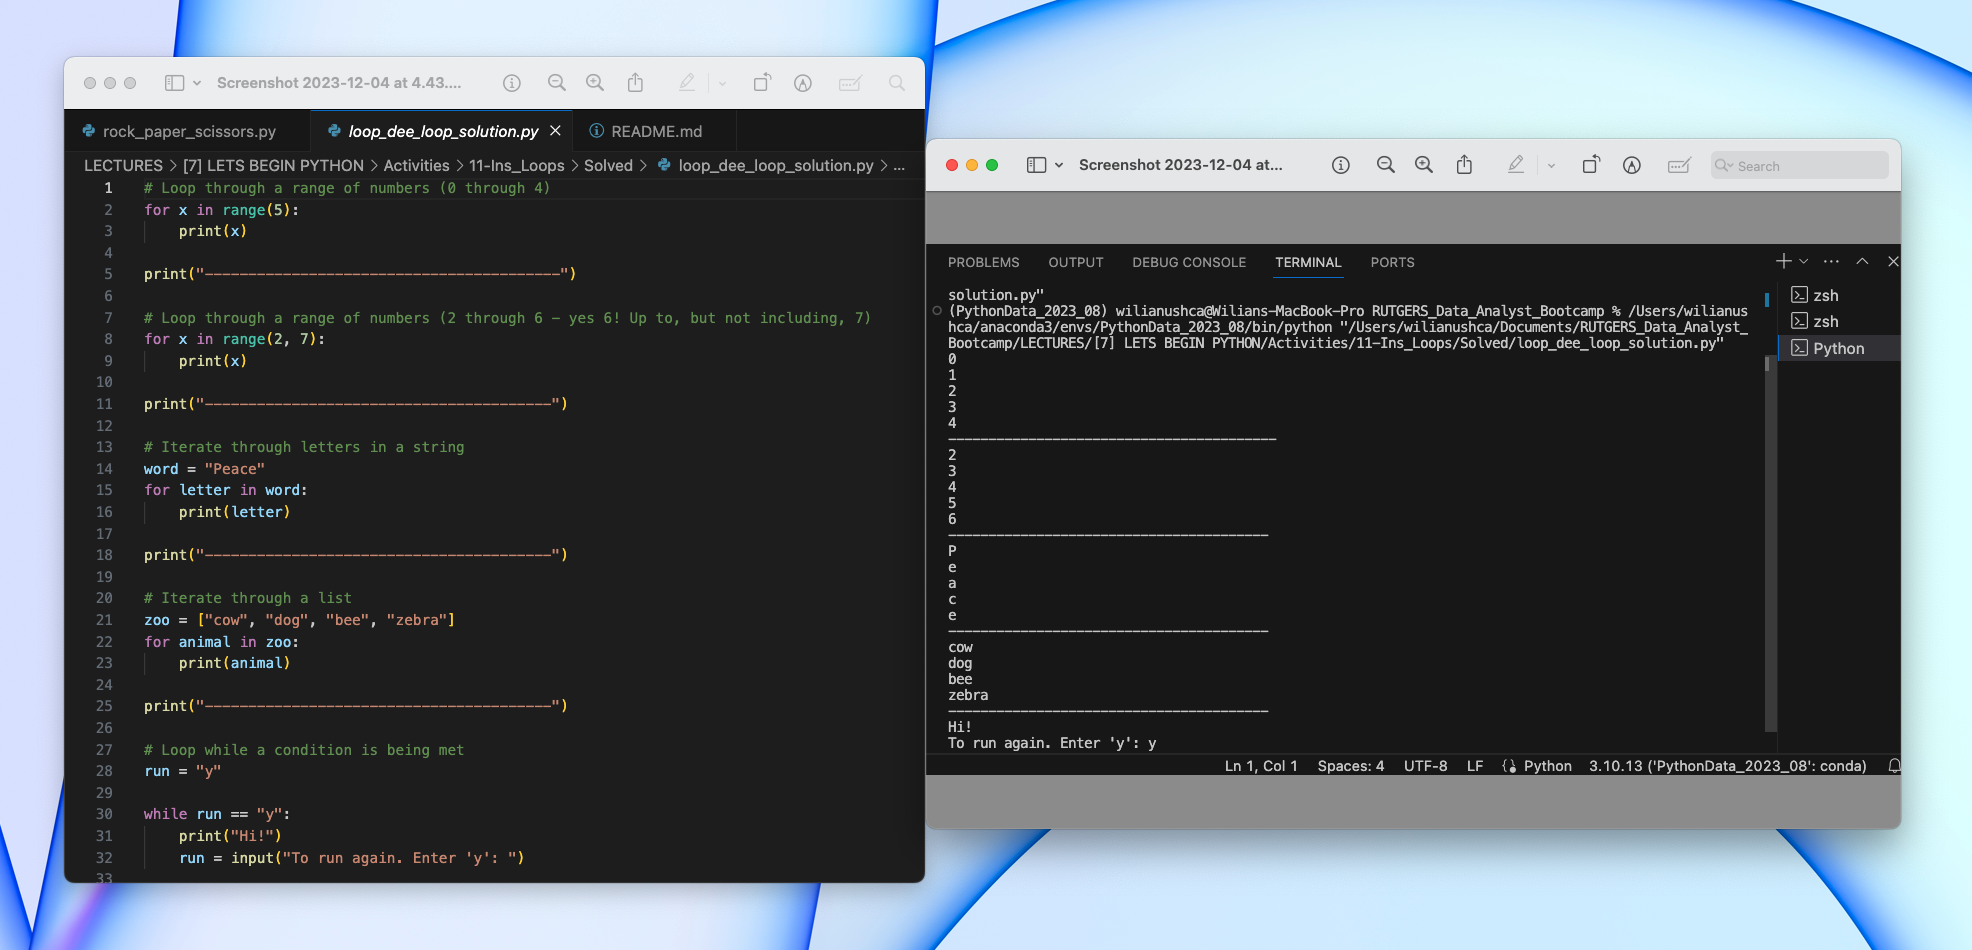 Screenshot 2023-12-04 at 4.43....
rock_paper_scissors.py
loop_dee_loop_solution.py
README.md
LECTURES > [7] LETS BEGIN PYTHON > Activities > 11-Ins_Loops > Solved > loop_dee_loop_solution.py > ...
1 # Loop through a range of numbers (0 through 4)
2 for x in range(5):
3 print(x)
4
5 print("-----------------------------------------")
6
7 # Loop through a range of numbers (2 through 6 - yes 6! Up to, but not including, 7)
8 for x in range(2, 7):
9 print(x)
10
11 print("----------------------------------------")
12
13 # Iterate through letters in a string
14 word = "Peace"
15 for letter in word:
16 print(letter)
17
18 print("----------------------------------------")
19
20 # Iterate through a list
21 zoo = ["cow", "dog", "bee", "zebra"]
22 for animal in zoo:
23 print(animal)
24
25 print("----------------------------------------")
26
27 # Loop while a condition is being met
28 run = "y"
29
30 while run == "y":
31 print("Hi!")
32 run = input("To run again. Enter 'y': ")
33
Screenshot 2023-12-04 at...
Search
PROBLEMS OUTPUT DEBUG CONSOLE TERMINAL PORTS
solution.py"
(PythonData_2023_08) wilianushca@Wilians-MacBook-Pro RUTGERS_Data_Analyst_Bootcamp % /Users/wilianus
hca/anaconda3/envs/PythonData_2023_08/bin/python "/Users/wilianushca/Documents/RUTGERS_Data_Analyst_
Bootcamp/LECTURES/[7] LETS BEGIN PYTHON/Activities/11-Ins_Loops/Solved/loop_dee_loop_solution.py"
0
1
2
3
4
-----------------------------------------
2
3
4
5
6
----------------------------------------
P
e
a
c
e
----------------------------------------
cow
dog
bee
zebra
----------------------------------------
Hi!
To run again. Enter 'y': y
zsh
zsh
Python
Ln 1, Col 1 Spaces: 4 UTF-8 LF Python 3.10.13 ('PythonData_2023_08': conda)